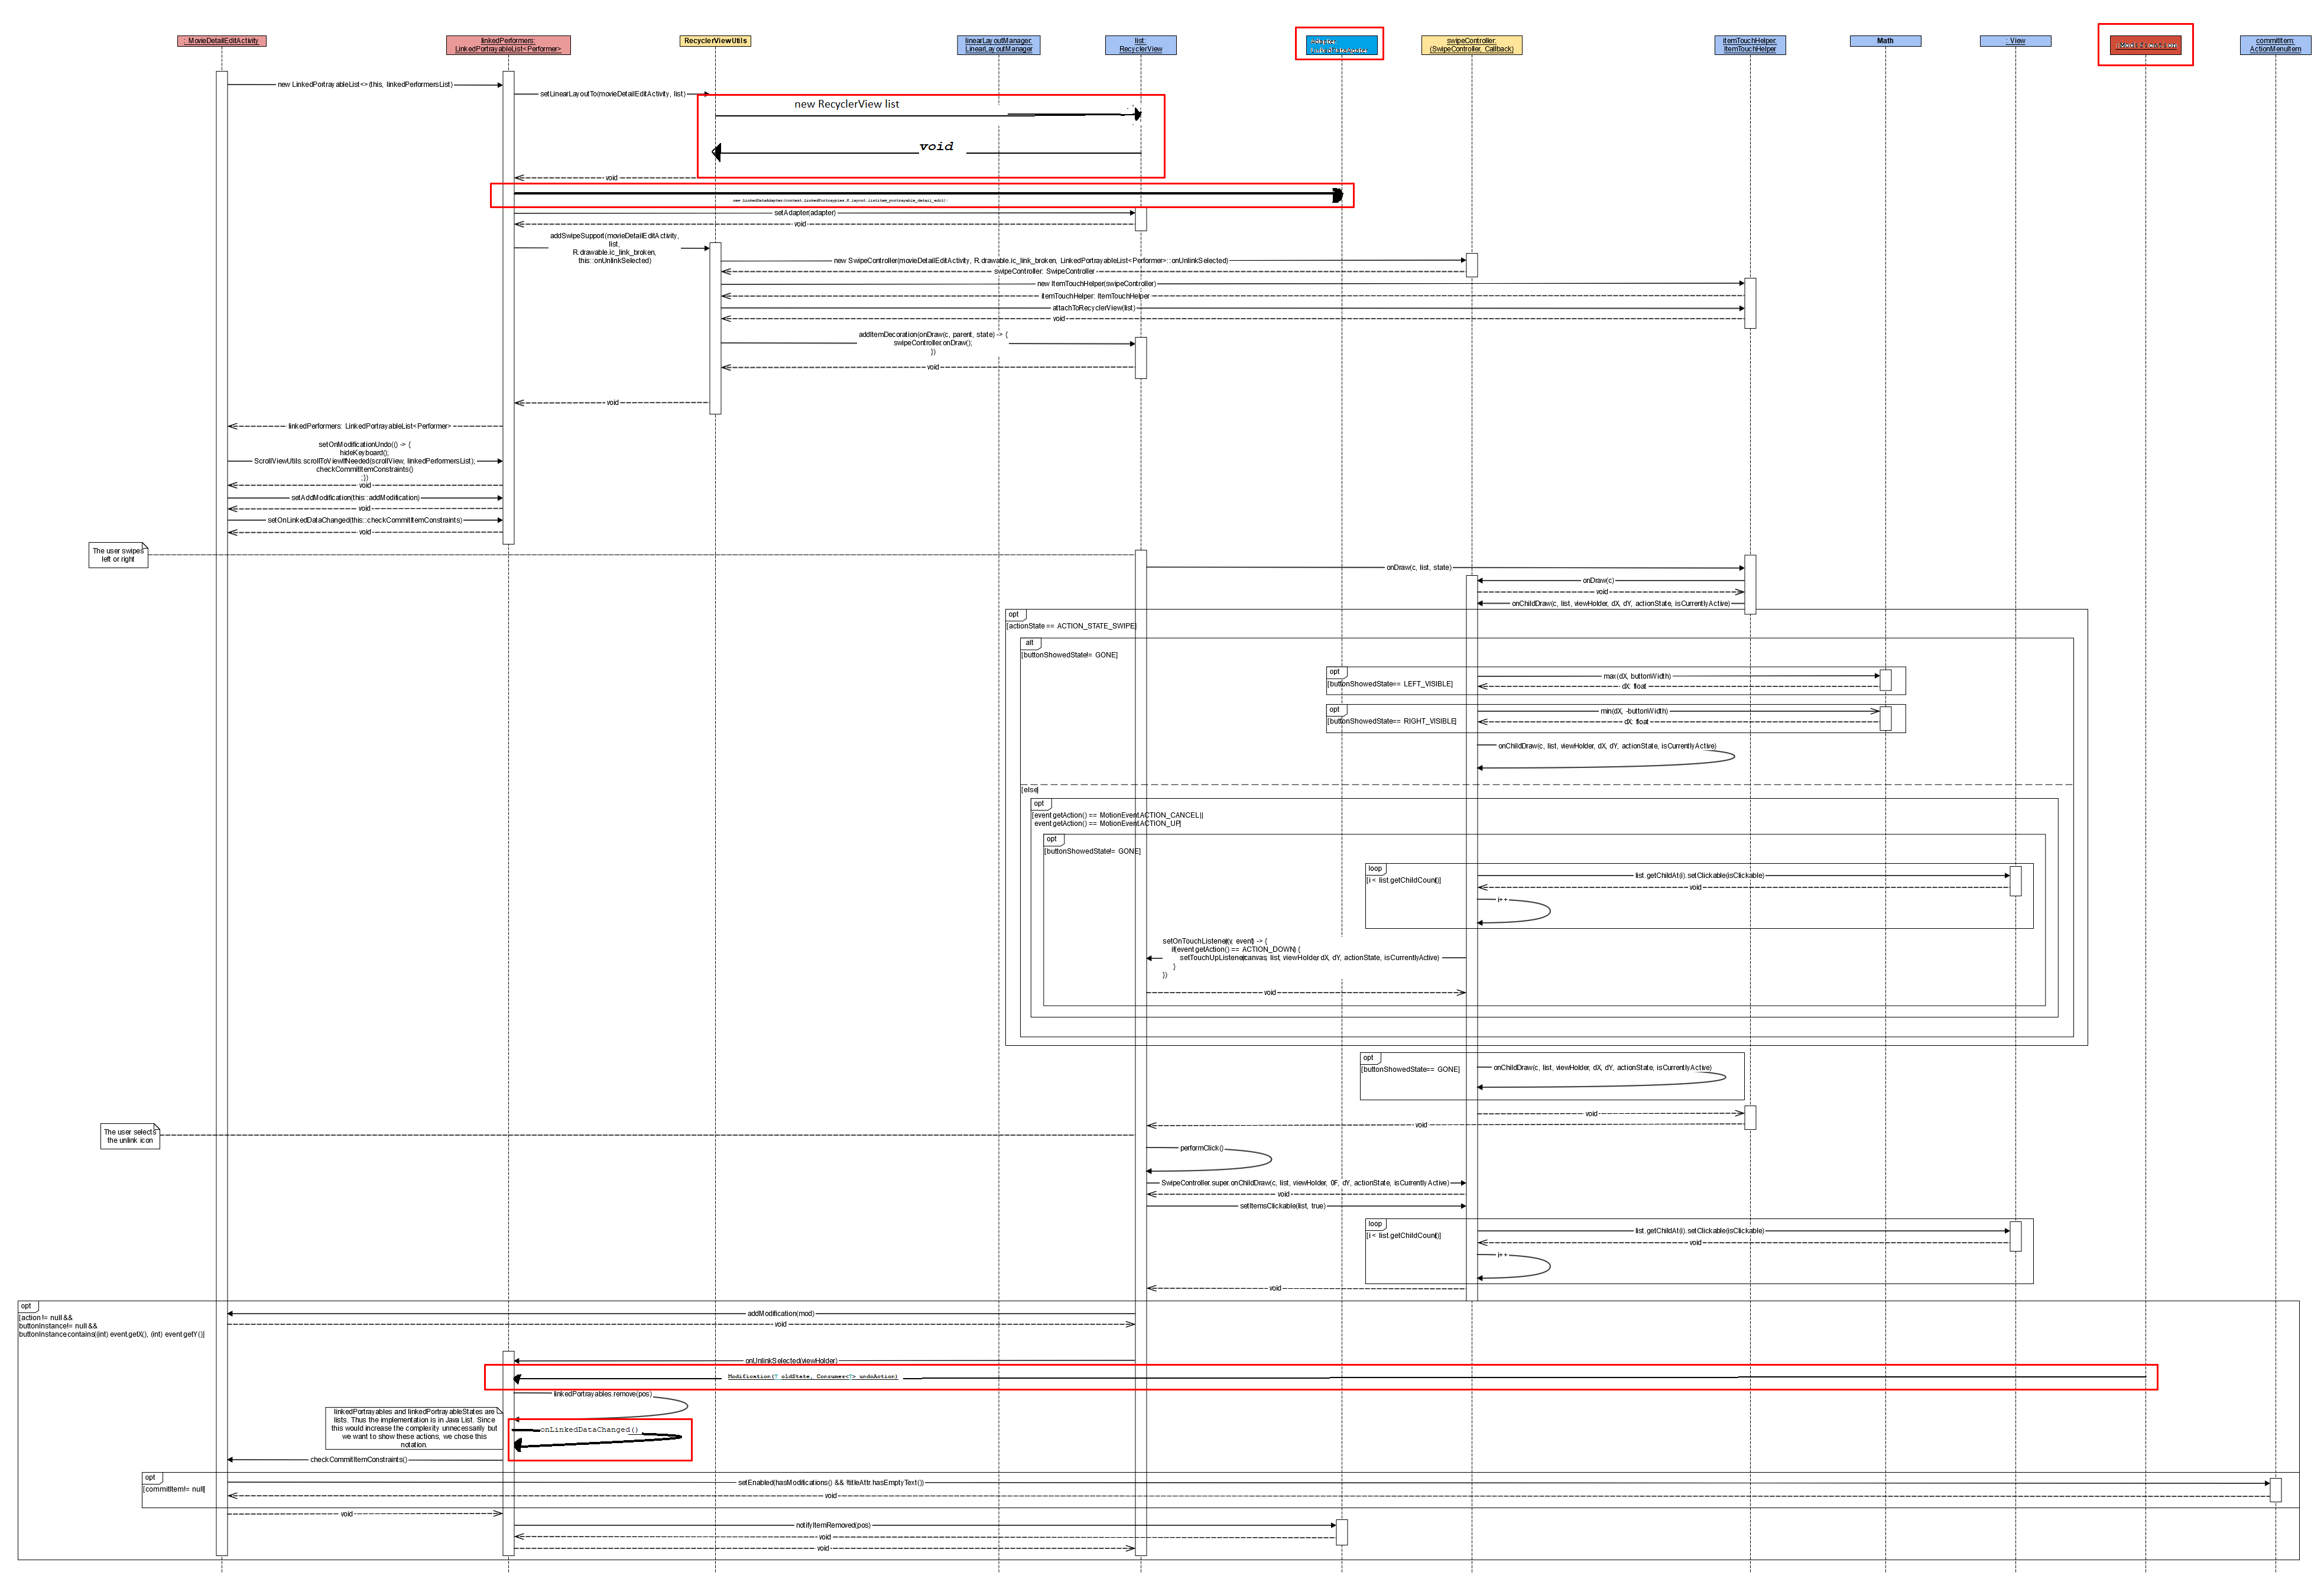 : MovieDetailEditActivity
linkedPerformers:
LinkedPortrayableList<Performer>
RecyclerViewUtils
linearLayoutManager:
LinearLayoutManager
list:
RecyclerView
Adapter:
LinkedDataAdapter
swipeController:
(SwipeController, Callback)
itemTouchHelper:
ItemTouchHelper
Math
: View
commitItem:
ActionMenuItem
new LinkedPortrayableList<>(this, linkedPerformersList)
setLinearLayoutTo(movieDetailEditActivity, list)
new RecyclerView list
void
void
new LinkedDataAdapter(context,linkedPortrayables,R.layout.listitem_portrayable_detail_edit);
setAdapter(adapter)
void
addSwipeSupport(movieDetailEditActivity,
list,
R.drawable.ic_link_broken,
this::onUnlinkSelected)
new SwipeController(movieDetailEditActivity, R.drawable.ic_link_broken, LinkedPortrayableList<Performer>::onUnlinkSelected)
swipeController: SwipeController
new ItemTouchHelper(swipeController)
itemTouchHelper: ItemTouchHelper
attachToRecyclerView(list)
void
addItemDecoration(onDraw(c, parent, state) -> {
swipeController.onDraw();
})
void
void
linkedPerformers: LinkedPortrayableList<Performer>
setOnModificationUndo(() -> {
hideKeyboard();
ScrollViewUtils.scrollToViewIfNeeded(scrollView, linkedPerformersList);
checkCommitItemConstraints()
;})
void
setAddModification(this::addModification)
void
setOnLinkedDataChanged(this::checkCommitItemConstraints)
void
The user swipes
left or right
onDraw(c, list, state)
onDraw(c)
void
onChildDraw(c, list, viewHolder, dX, dY, actionState, isCurrentlyActive)
opt
[actionState == ACTION_STATE_SWIPE]
alt
[buttonShowedState!= GONE]
opt
[buttonShowedState== LEFT_VISIBLE]
max(dX, buttonWidth)
dX: float
opt
[buttonShowedState== RIGHT_VISIBLE]
min(dX, -buttonWidth)
dX: float
onChildDraw(c, list, viewHolder, dX, dY, actionState, isCurrentlyActive)
[else]
opt
[event.getAction() == MotionEvent.ACTION_CANCEL ||
event.getAction() == MotionEvent.ACTION_UP]
opt
[buttonShowedState!= GONE]
loop
[i < list.getChildCount()]
list.getChildAt(i).setClickable(isClickable)
void
i++
setOnTouchListener((v, event) -> {
if(event.getAction() == ACTION_DOWN) {
setTouchUpListener(canvas, list, viewHolder, dX, dY, actionState, isCurrentlyActive)
}
})
void
opt
[buttonShowedState== GONE]
onChildDraw(c, list, viewHolder, dX, dY, actionState, isCurrentlyActive)
void
void
The user selects
the unlink icon
performClick()
SwipeController.super.onChildDraw(c, list, viewHolder, 0F, dY, actionState, isCurrentlyActive)
void
setItemsClickable(list, true)
loop
[i < list.getChildCount()]
list.getChildAt(i).setClickable(isClickable)
void
i++
void
opt
[action != null &&
buttonInstance!= null &&
buttonInstance.contains((int) event.getX(), (int) event.getY()]
addModification(mod)
void
onUnlinkSelected(viewHolder)
Modification(T oldState, Consumer<T> undoAction)
linkedPortrayables.remove(pos)
linkedPortrayables and linkedPortrayableStates are
lists. Thus the implementation is in Java List. Since
this would increase the complexity unnecessarily but
we want to show these actions, we chose this
notation.
onLinkedDataChanged()
checkCommitItemConstraints()
opt
[commitItem!= null]
setEnabled(hasModifications() && !titleAttr.hasEmptyText())
void
void
notifyItemRemoved(pos)
void
void